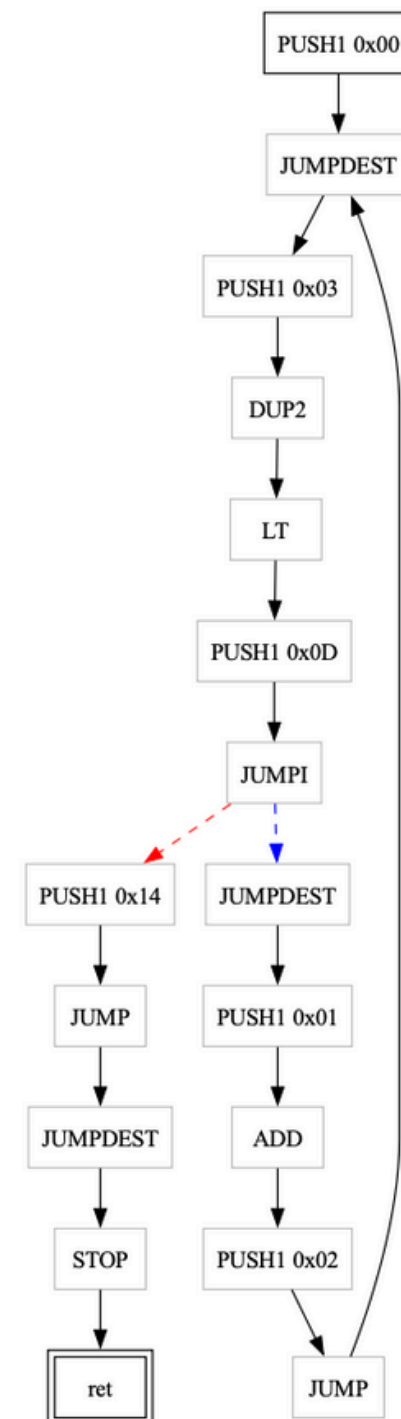 PUSH1 0x00
JUMPDEST
PUSH1 0x03
DUP2
LT
PUSH1 0x0D
JUMPI
PUSH1 0x14
JUMPDEST
JUMP
PUSH1 0x01
JUMPDEST
ADD
STOP
PUSH1 0x02
ret
JUMP